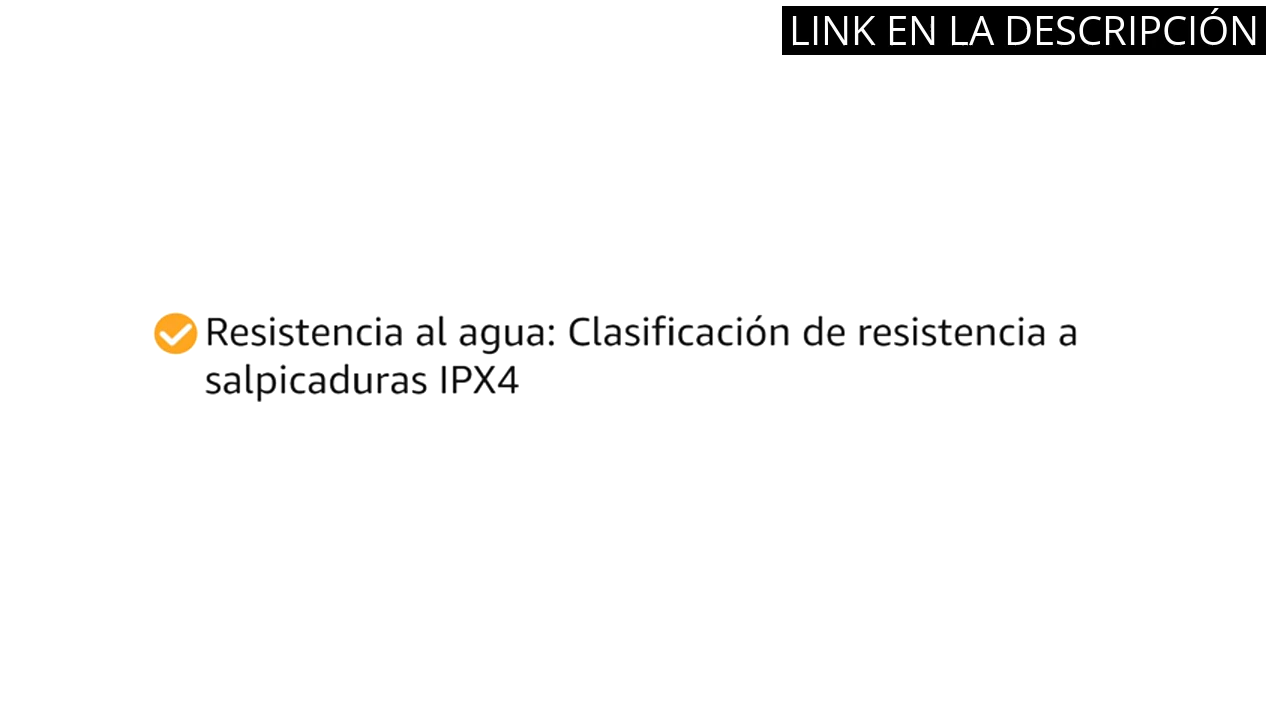 LINK EN LA DESCRIPCIÓN
Resistencia al agua: Clasificación de resistencia a
salpicaduras IPX4